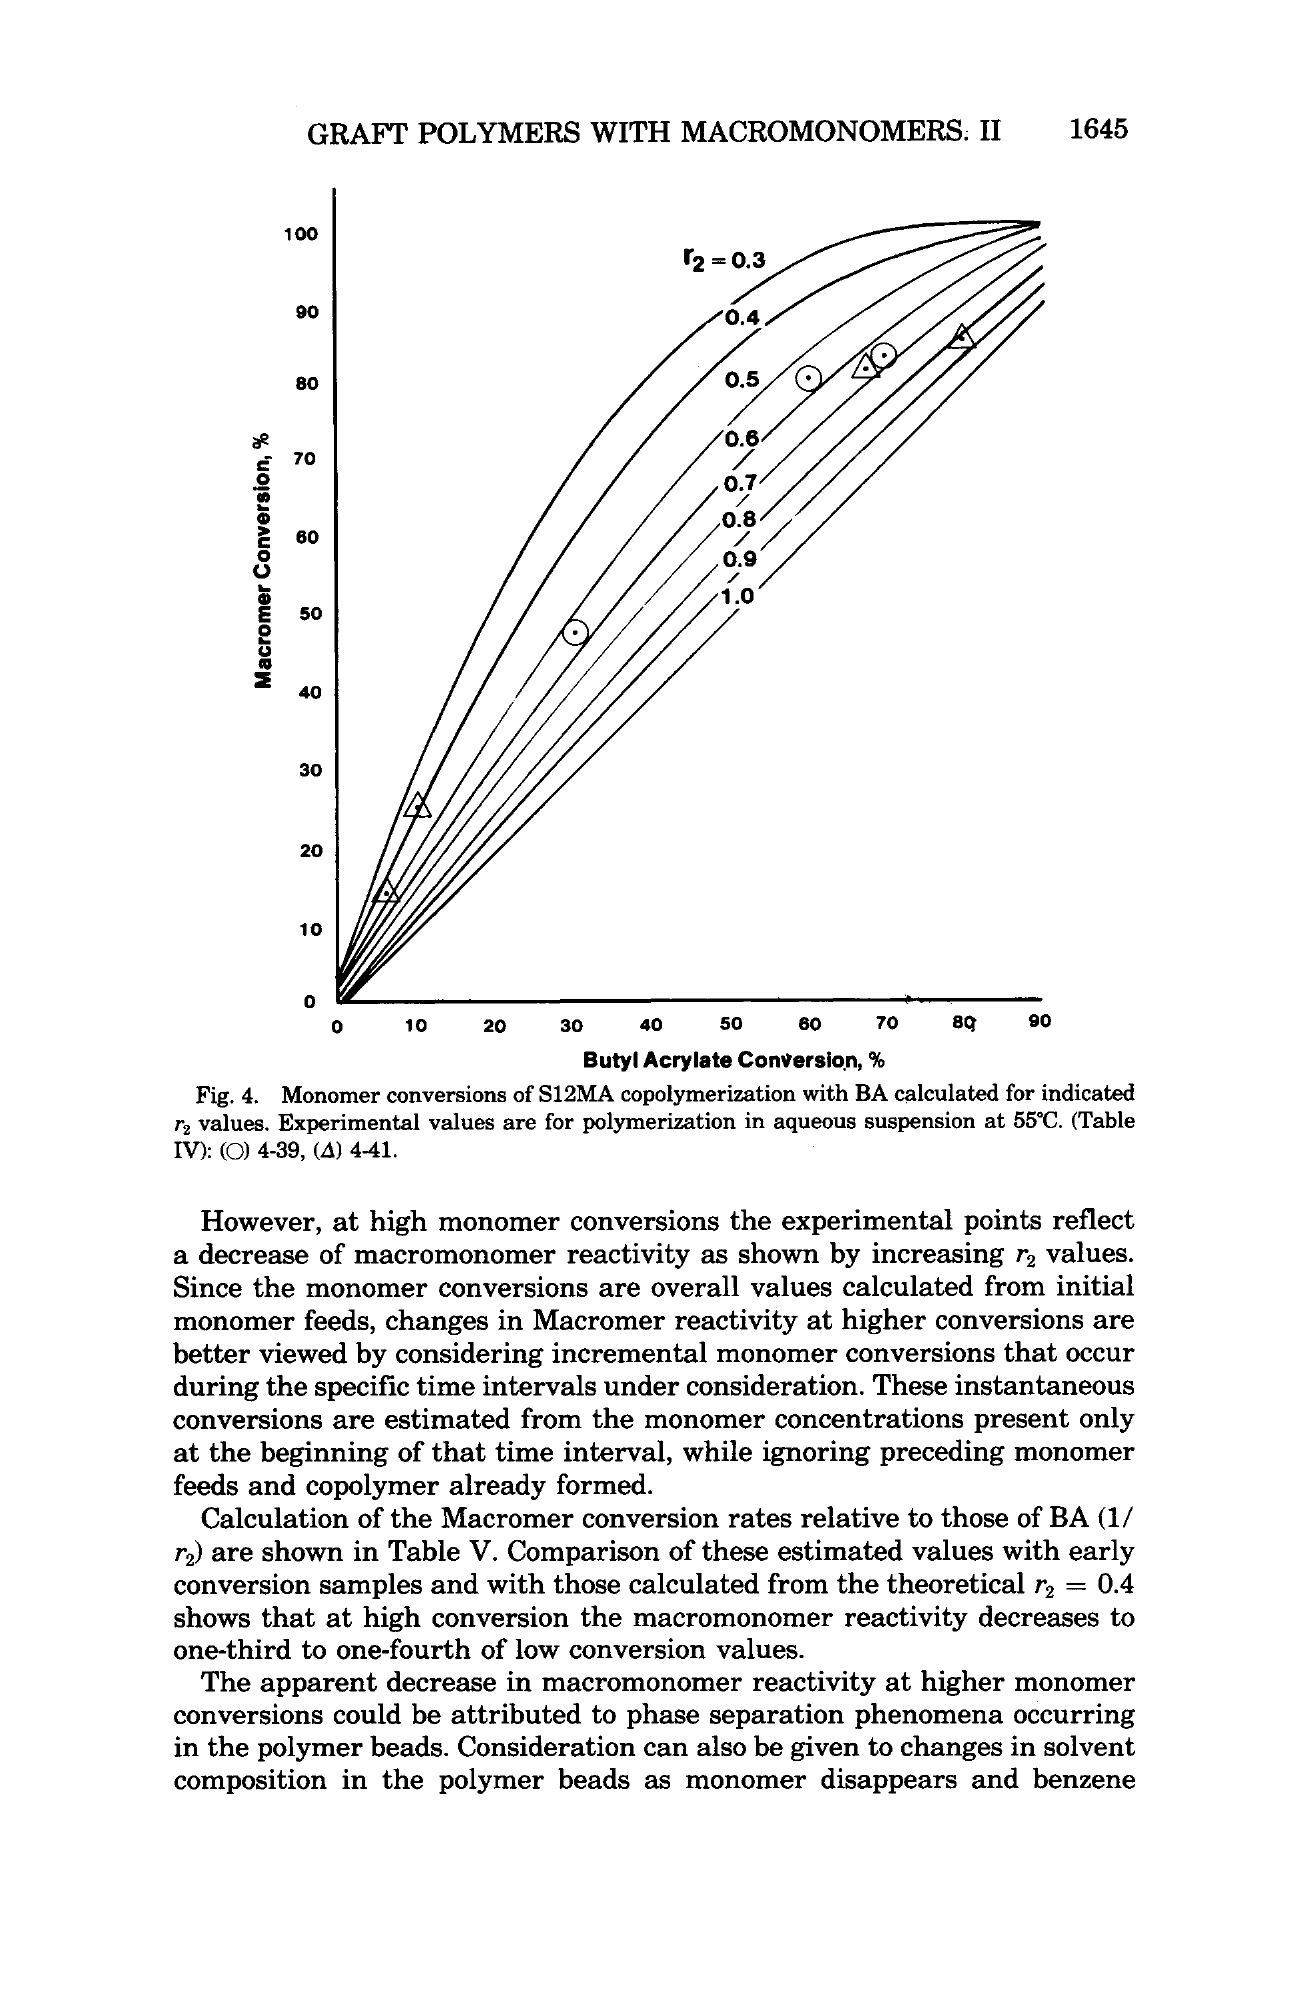 GRAFT POLYMERS WITH MACROMONOMERS. II 1645
100
90
80
70
60
50
40
30
20
10
0
Macromer Conversion, %
r₂ = 0.3
0.4
0.5
0.6
0.7
0.8
0.9
1.0
0 10 20 30 40 50 60 70 80 90
Butyl Acrylate Conversion, %
Fig. 4. Monomer conversions of S12MA copolymerization with BA calculated for indicated
r₂ values. Experimental values are for polymerization in aqueous suspension at 55°C. (Table
IV): (○) 4-39, (△) 4-41.
However, at high monomer conversions the experimental points reflect
a decrease of macromonomer reactivity as shown by increasing r₂ values.
Since the monomer conversions are overall values calculated from initial
monomer feeds, changes in Macromer reactivity at higher conversions are
better viewed by considering incremental monomer conversions that occur
during the specific time intervals under consideration. These instantaneous
conversions are estimated from the monomer concentrations present only
at the beginning of that time interval, while ignoring preceding monomer
feeds and copolymer already formed.
Calculation of the Macromer conversion rates relative to those of BA (1/
r₂) are shown in Table V. Comparison of these estimated values with early
conversion samples and with those calculated from the theoretical r₂ = 0.4
shows that at high conversion the macromonomer reactivity decreases to
one-third to one-fourth of low conversion values.
The apparent decrease in macromonomer reactivity at higher monomer
conversions could be attributed to phase separation phenomena occurring
in the polymer beads. Consideration can also be given to changes in solvent
composition in the polymer beads as monomer disappears and benzene